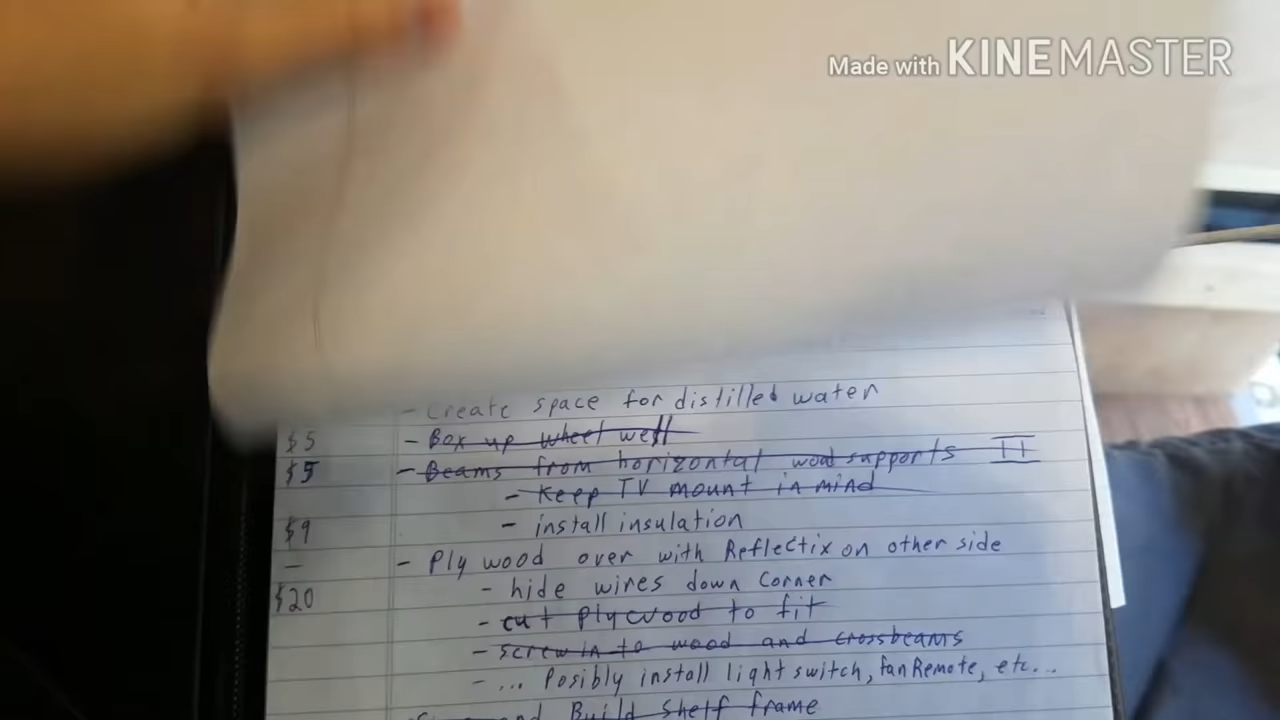 Made with KINEMASTER
- Create space for distilled water
$5 - Box up wheel well
$5 - Beams from horizontal wood supports II
- Keep TV mount in mind
$9 - install insulation
- - Ply wood over with Reflectix on other side
$20 - hide wires down Corner
- cut Plywood to fit
- screw in to wood and crossbeams
- ... Posibly install light switch, fan Remote, etc...
and Build Shelf frame